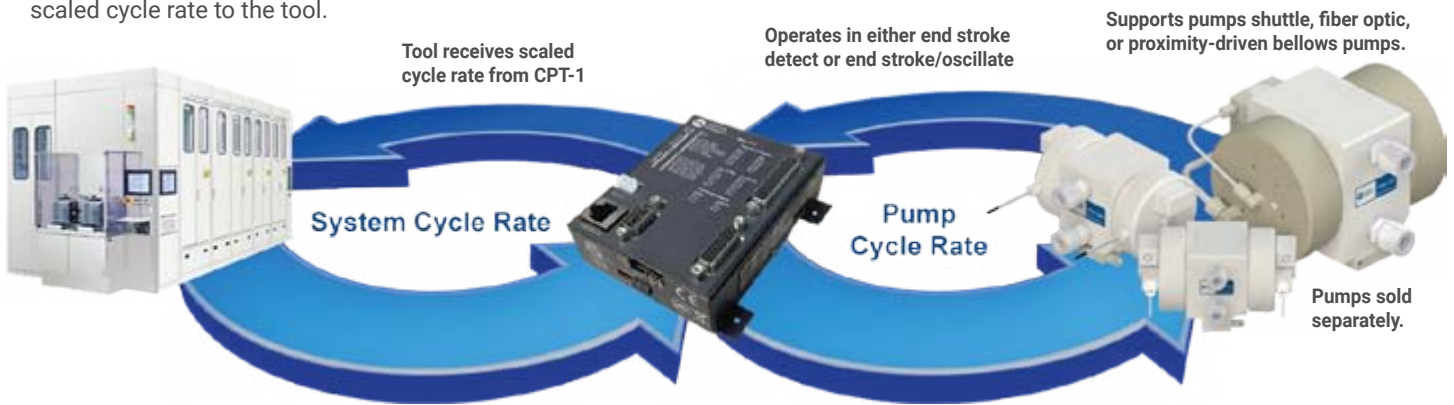 scaled cycle rate to the tool.
Supports pumps shuttle, fiber optic,
or proximity-driven bellows pumps.
Operates in either end stroke
detect or end stroke/oscillate
Tool receives scaled
cycle rate from CPT-1
System Cycle Rate
Pump
Cycle Rate
Pumps sold
separately.